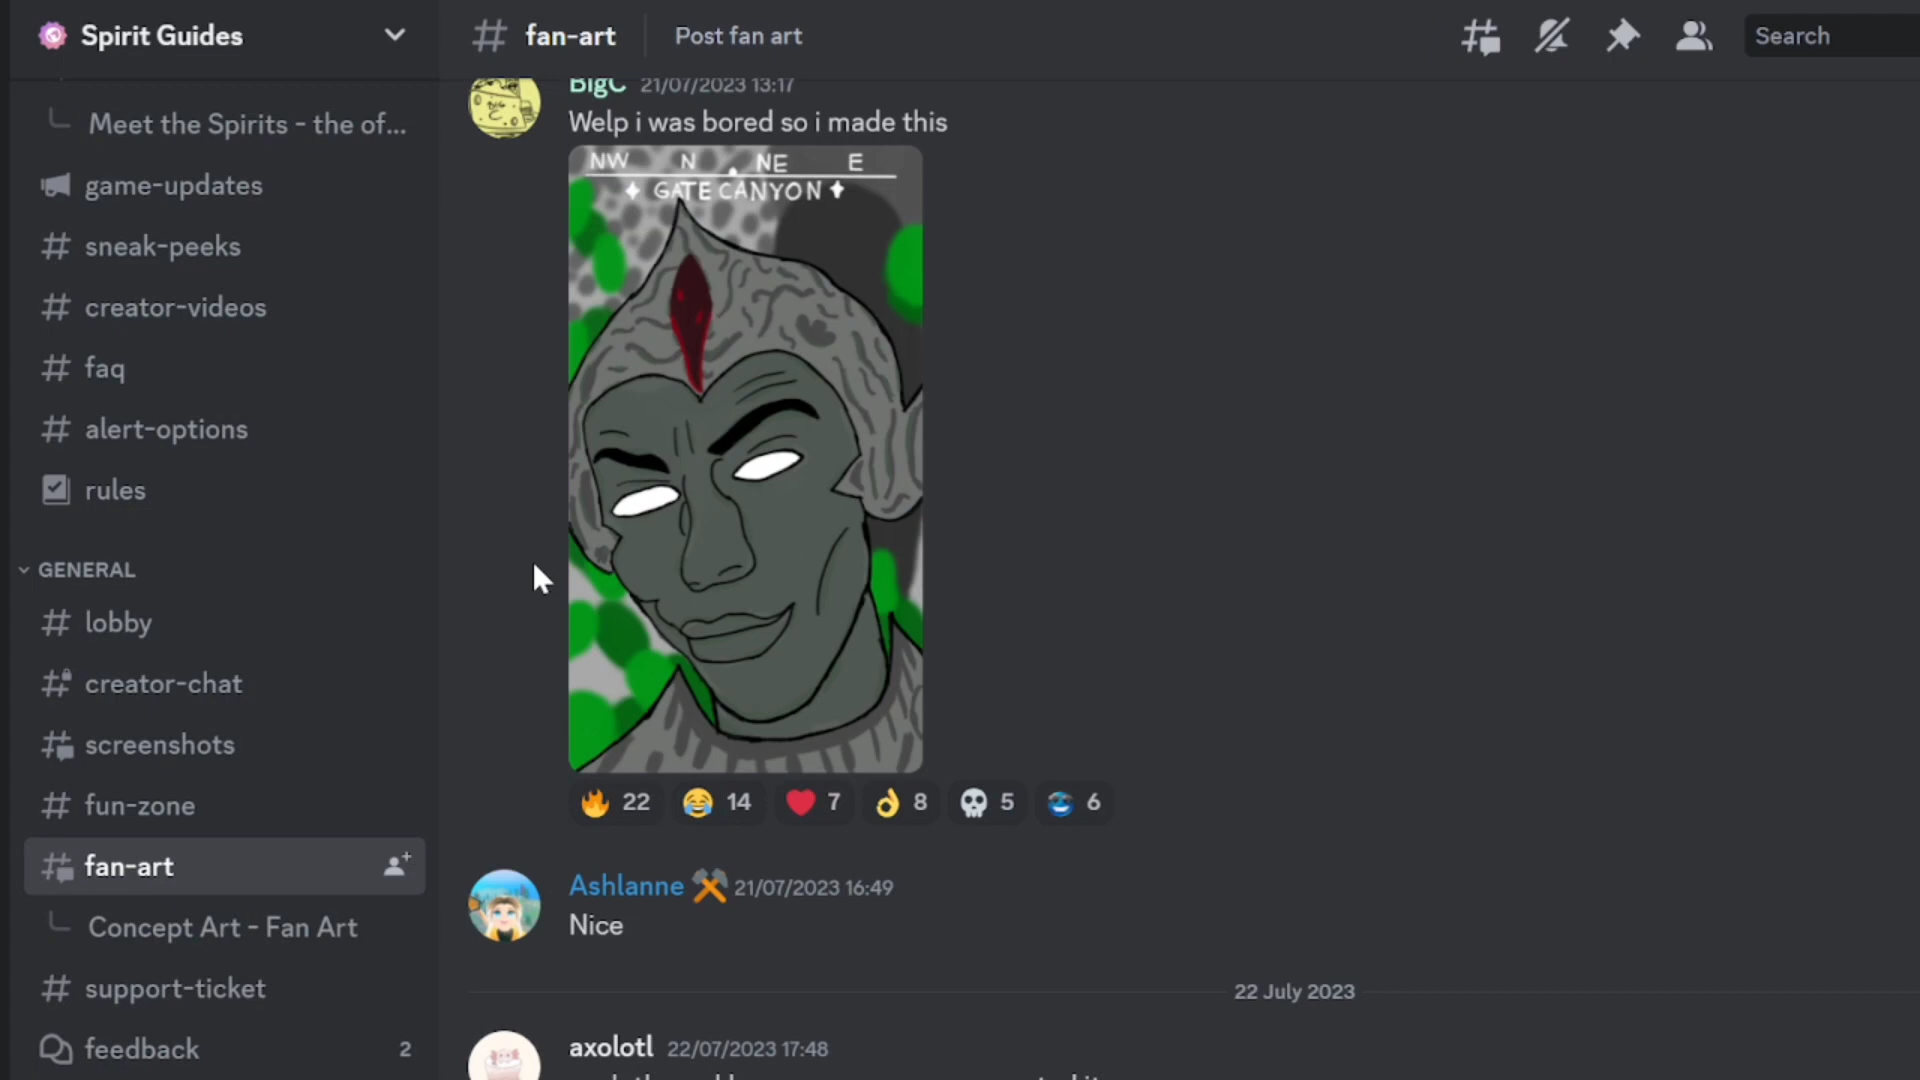 Spirit Guides
Meet the Spirits - the of...
game-updates
sneak-peeks
creator-videos
faq
alert-options
rules
GENERAL
lobby
creator-chat
screenshots
fun-zone
fan-art
Concept Art - Fan Art
support-ticket
feedback 2
fan-art Post fan art
Search
BigC 21/07/2023 13:17
Welp i was bored so i made this
NW N NE E
GATE CANYON
22 14 7 8 5 6
Ashlanne 21/07/2023 16:49
Nice
22 July 2023
axolotl 22/07/2023 17:48